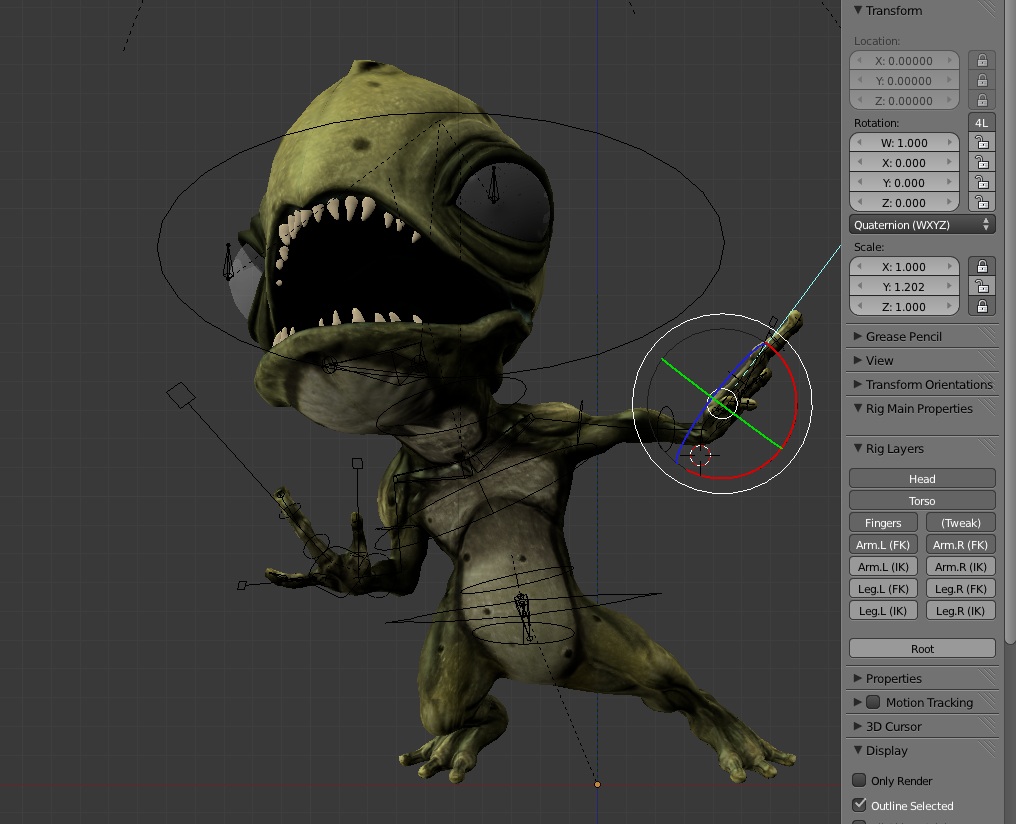 Transform
Location:
X: 0.00000
Y: 0.00000
Z: 0.00000
Rotation:
4L
W: 1.000
X: 0.000
Y: 0.000
Z: 0.000
Quaternion (WXYZ)
Scale:
X: 1.000
Y: 1.202
Z: 1.000
Grease Pencil
View
Transform Orientations
Rig Main Properties
Rig Layers
Head
Torso
Fingers (Tweak)
Arm.L (FK) Arm.R (FK)
Arm.L (IK) Arm.R (IK)
Leg.L (FK) Leg.R (FK)
Leg.L (IK) Leg.R (IK)
Root
Properties
Motion Tracking
3D Cursor
Display
Only Render
Outline Selected